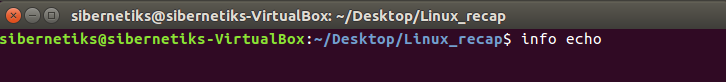 sibernetiks@sibernetiks-VirtualBox: ~/Desktop/Linux_recap
sibernetiks@sibernetiks-VirtualBox:~/Desktop/Linux_recap$ info echo